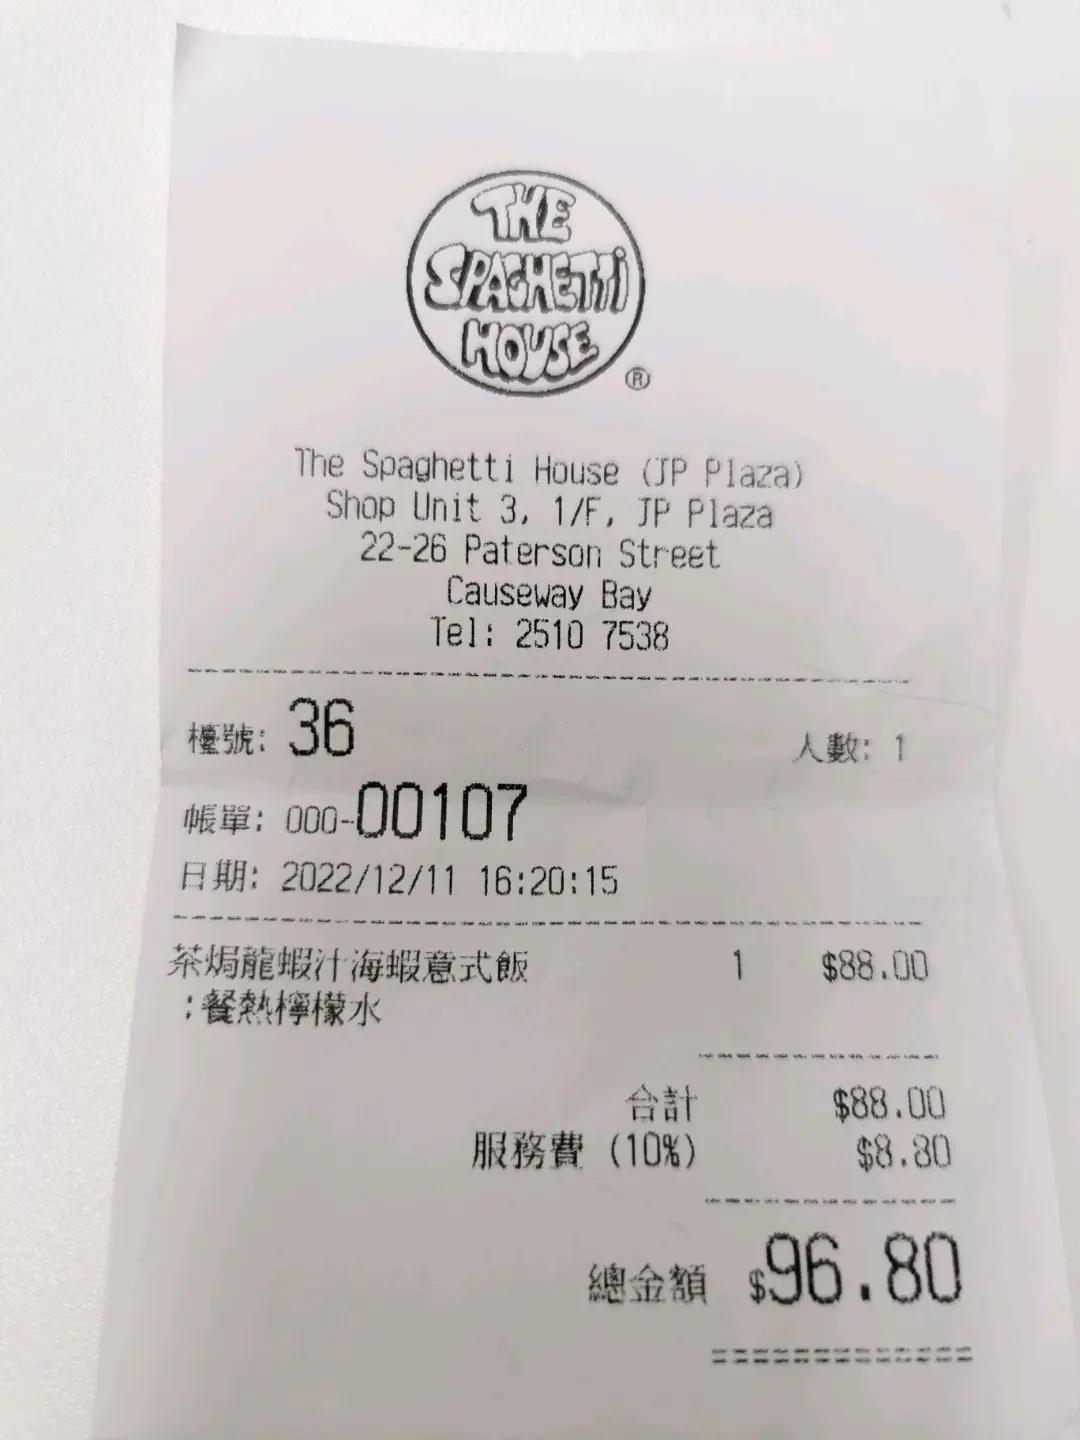 THE
SPAGHETTI
HOUSE
®
The Spaghetti House (JP Plaza)
Shop Unit 3, 1/F, JP Plaza
22-26 Paterson Street
Causeway Bay
Tel: 2510 7538
檯號: 36 人數: 1
帳單: 000-00107
日期: 2022/12/11 16:20:15
茶焗龍蝦汁海蝦意式飯 1 $88.00
:餐熱檸檬水
合計 $88.00
服務費 (10%) $8.80
總金額 $96.80